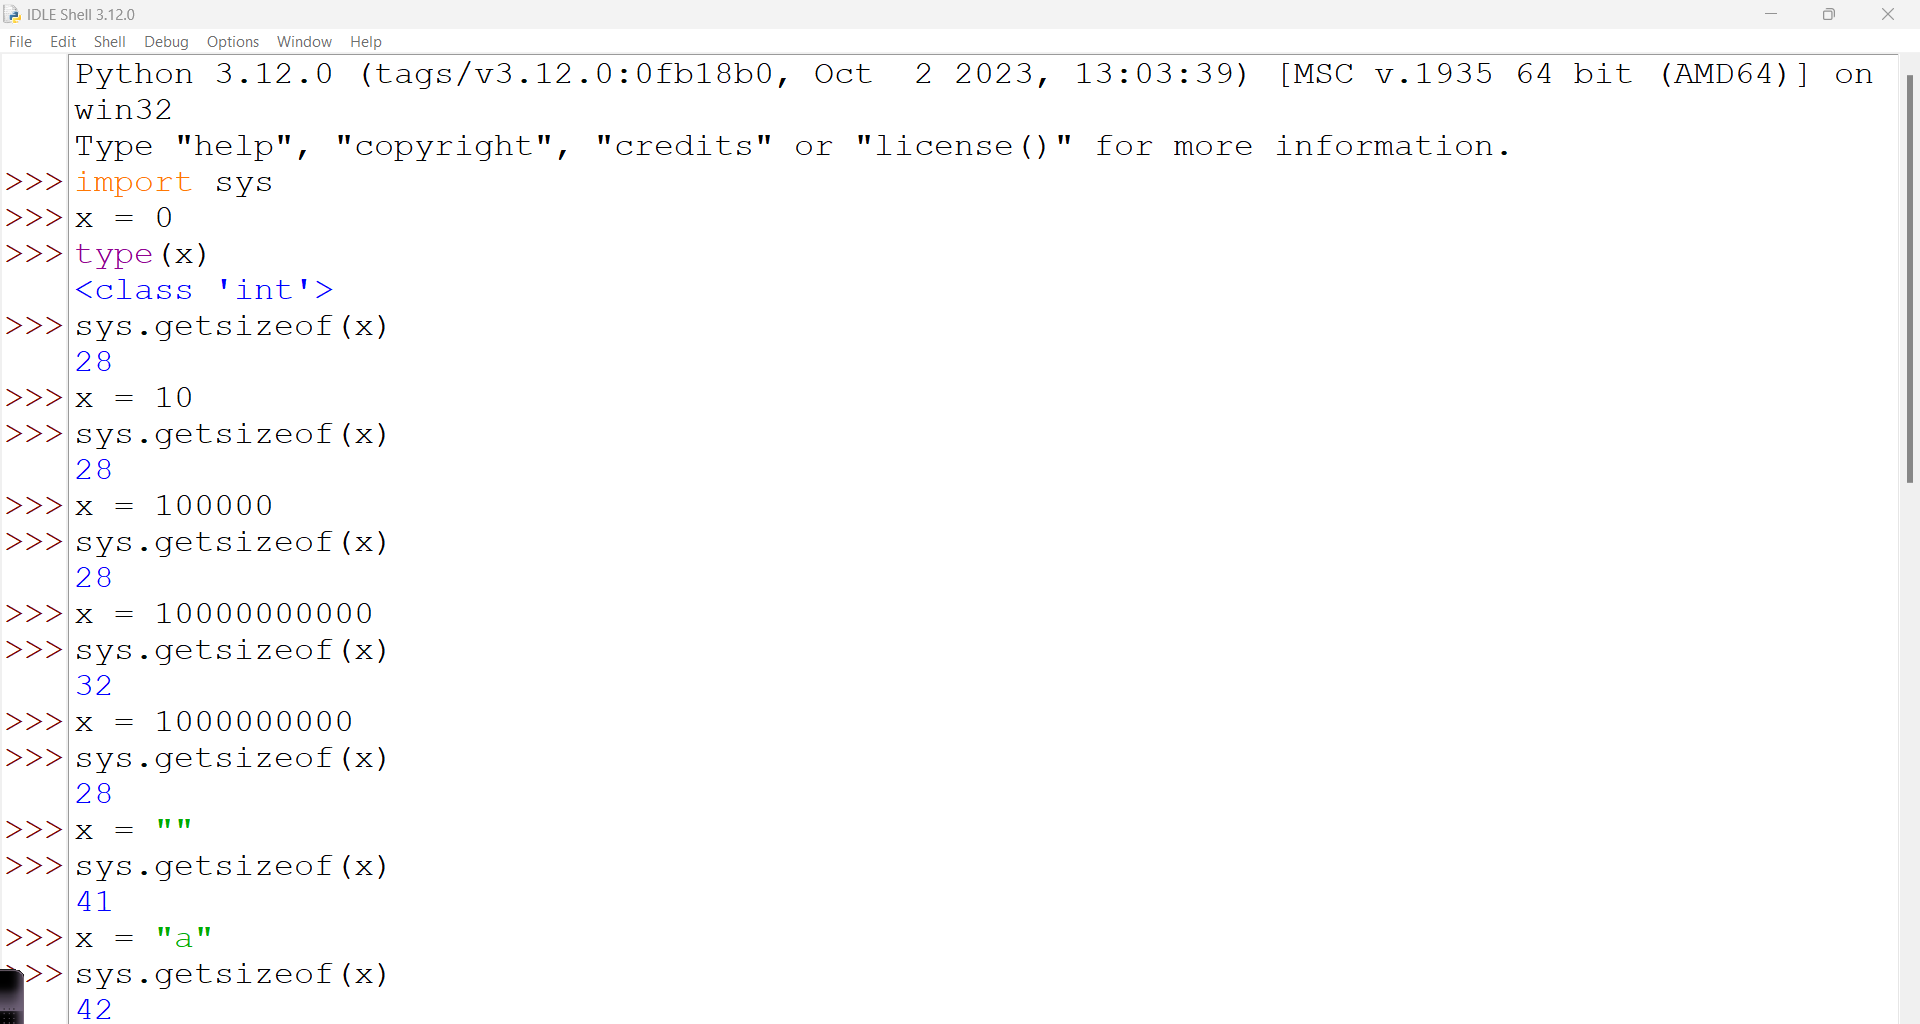 IDLE Shell 3.12.0
File Edit Shell Debug Options Window Help
Python 3.12.0 (tags/v3.12.0:0fb18b0, Oct  2 2023, 13:03:39) [MSC v.1935 64 bit (AMD64)] on
win32
Type "help", "copyright", "credits" or "license()" for more information.
>>> import sys
>>> x = 0
>>> type(x)
<class 'int'>
>>> sys.getsizeof(x)
28
>>> x = 10
>>> sys.getsizeof(x)
28
>>> x = 100000
>>> sys.getsizeof(x)
28
>>> x = 10000000000
>>> sys.getsizeof(x)
32
>>> x = 1000000000
>>> sys.getsizeof(x)
28
>>> x = ""
>>> sys.getsizeof(x)
41
>>> x = "a"
>>> sys.getsizeof(x)
42